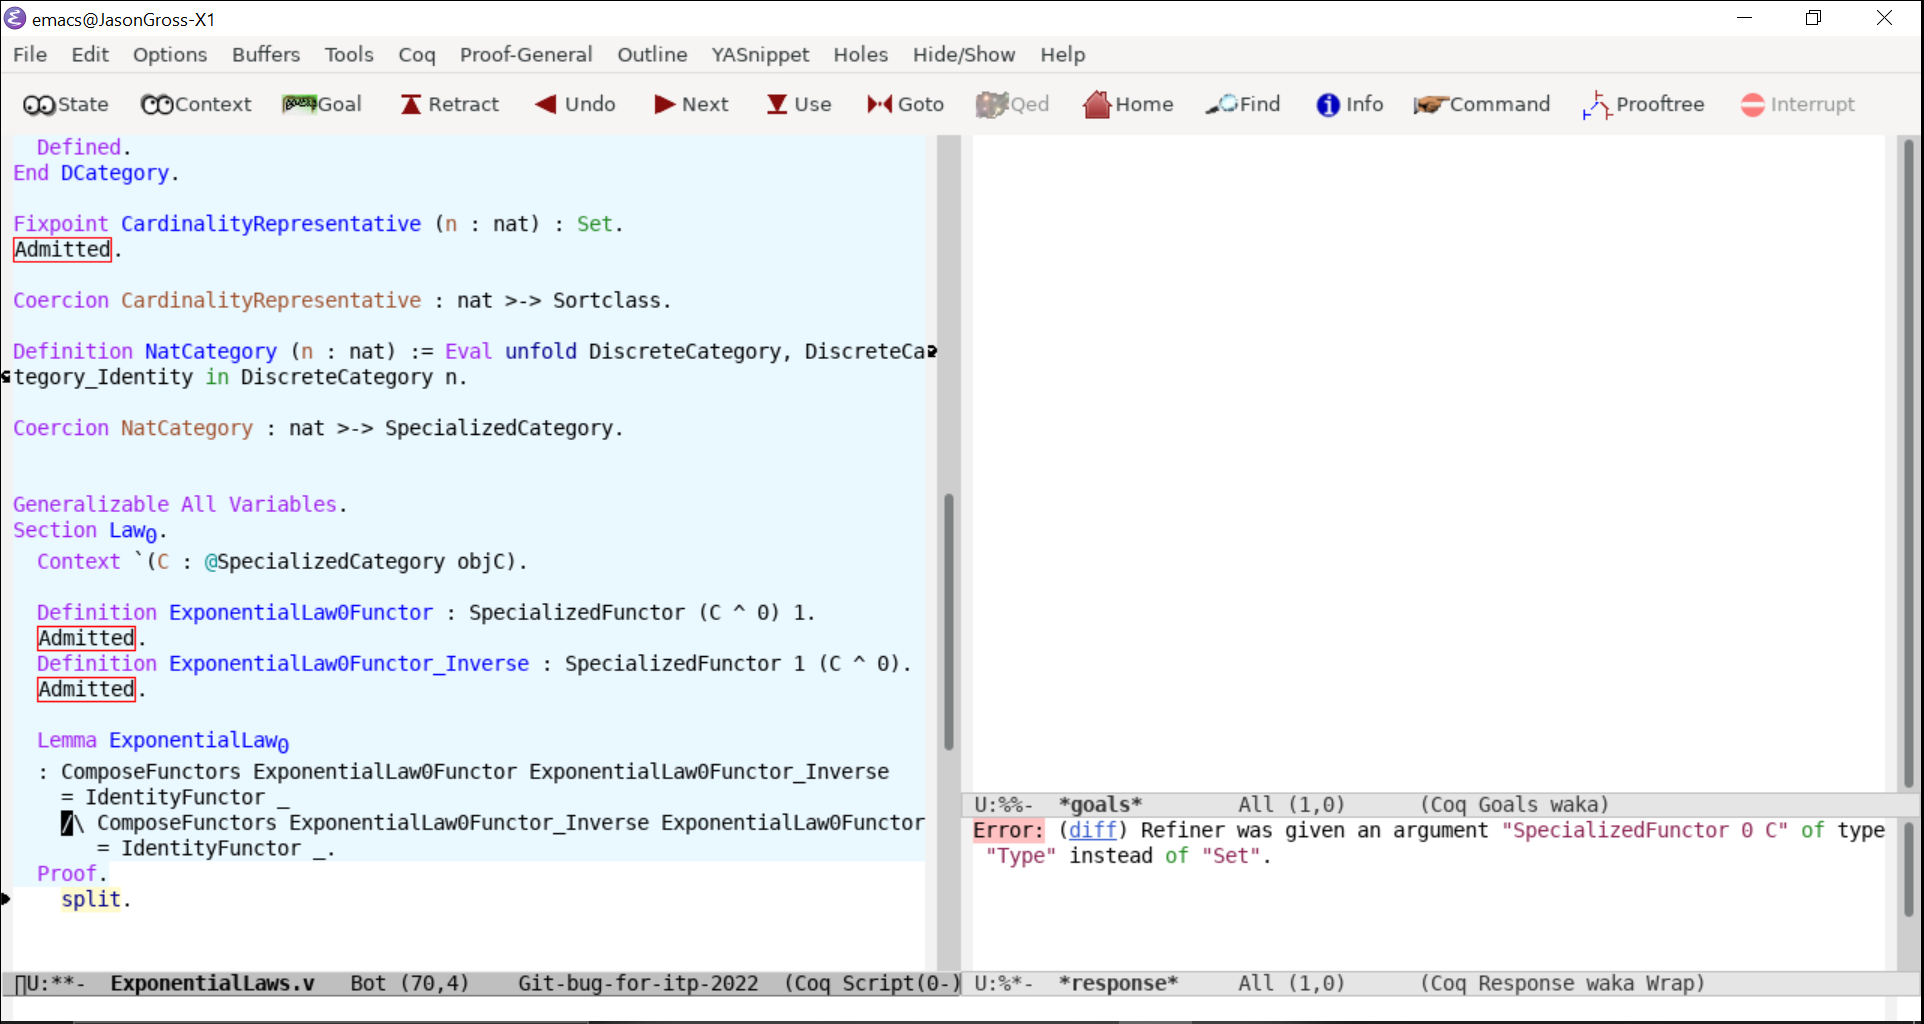 emacs@JasonGross-X1
File Edit Options Buffers Tools Coq Proof-General Outline YASnippet Holes Hide/Show Help
State Context Goal Retract Undo Next Use Goto Qed Home Find Info Command Prooftree Interrupt
Defined.
End DCategory.
Fixpoint CardinalityRepresentative (n : nat) : Set.
Admitted.
Coercion CardinalityRepresentative : nat >-> Sortclass.
Definition NatCategory (n : nat) := Eval unfold DiscreteCategory, DiscreteCa
tegory_Identity in DiscreteCategory n.
Coercion NatCategory : nat >-> SpecializedCategory.
Generalizable All Variables.
Section Law₀.
Context `(C : @SpecializedCategory objC).
Definition ExponentialLaw0Functor : SpecializedFunctor (C ^ 0) 1.
Admitted.
Definition ExponentialLaw0Functor_Inverse : SpecializedFunctor 1 (C ^ 0).
Admitted.
Lemma ExponentialLaw₀
: ComposeFunctors ExponentialLaw0Functor ExponentialLaw0Functor_Inverse
= IdentityFunctor _
/\ ComposeFunctors ExponentialLaw0Functor_Inverse ExponentialLaw0Functor
= IdentityFunctor _.
Proof.
split.
U:**- ExponentialLaws.v Bot (70,4) Git-bug-for-itp-2022 (Coq Script(0-)
U:%%- *goals* All (1,0) (Coq Goals waka)
Error: (diff) Refiner was given an argument "SpecializedFunctor 0 C" of type
"Type" instead of "Set".
U:%*- *response* All (1,0) (Coq Response waka Wrap)